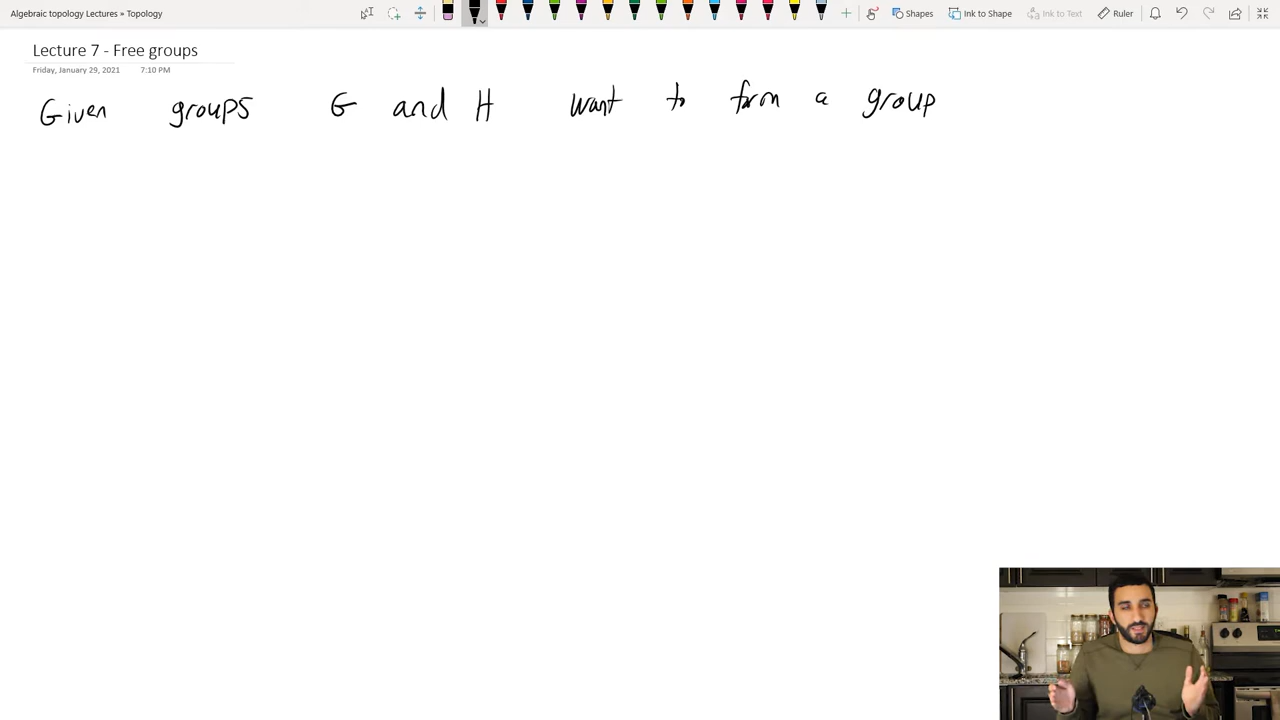 Algebraic topology Lectures » Topology
Shapes Ink to Shape Ink to Text Ruler
Lecture 7 - Free groups
Friday, January 29, 2021 7:10 PM
Given groups G and H want to form a group